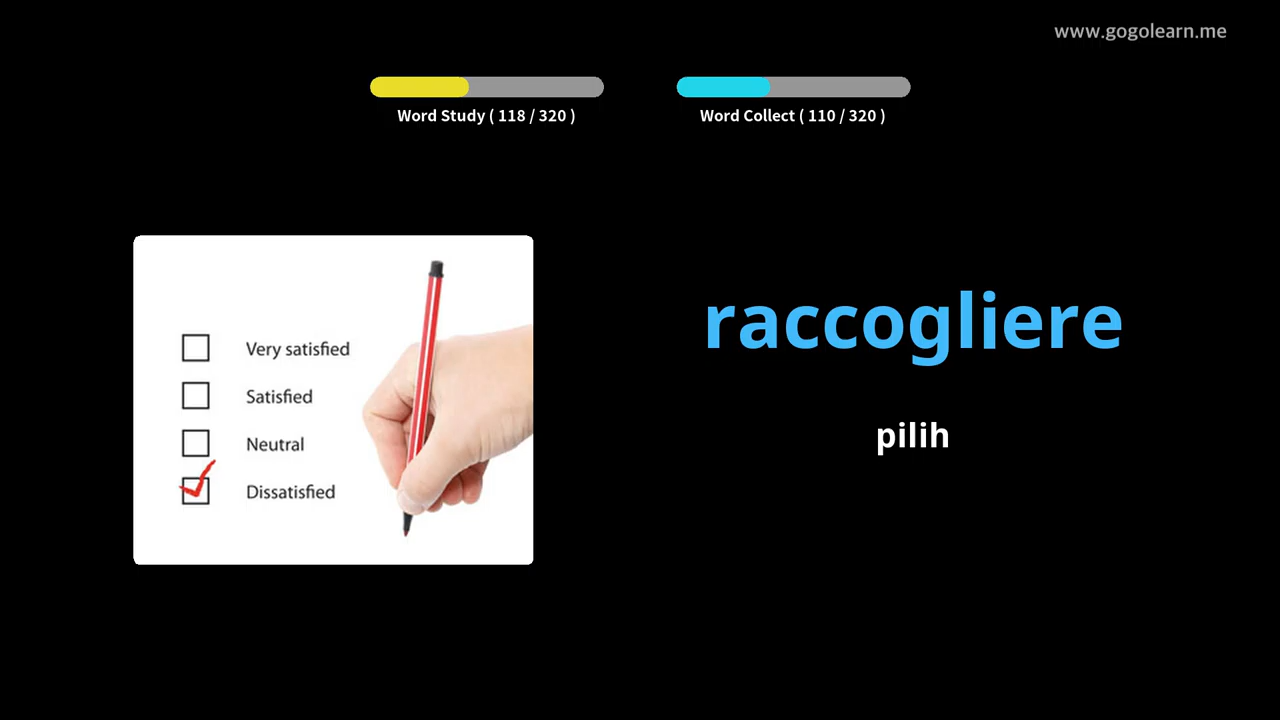 www.gogolearn.me
Word Study ( 118 / 320 )
Word Collect ( 110 / 320 )
Very satisfied
Satisfied
Neutral
Dissatisfied
raccogliere
pilih